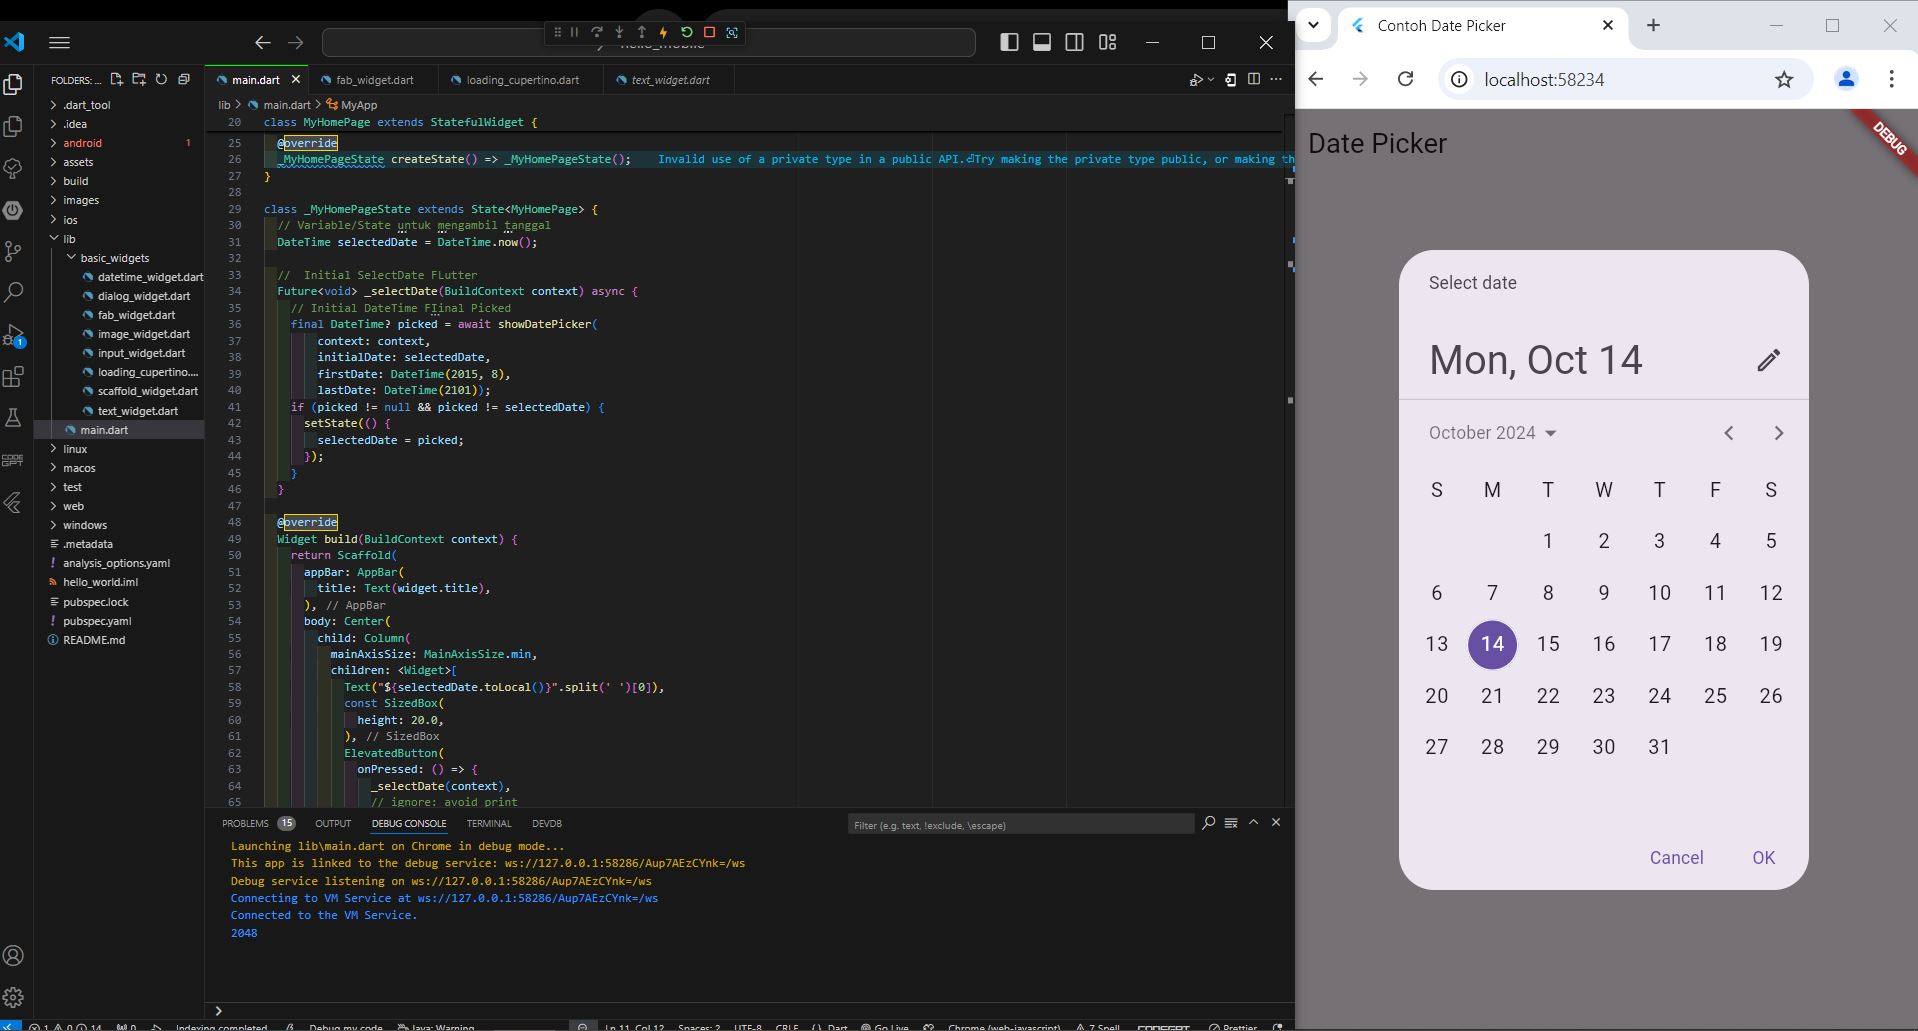 FOLDERS: ...
.dart_tool
.idea
android 1
assets
build
images
ios
lib
basic_widgets
datetime_widget.dart
dialog_widget.dart
fab_widget.dart
image_widget.dart
input_widget.dart
loading_cupertino....
scaffold_widget.dart
text_widget.dart
main.dart
linux
macos
test
web
windows
.metadata
analysis_options.yaml
hello_world.iml
pubspec.lock
pubspec.yaml
README.md
1
main.dart fab_widget.dart loading_cupertino.dart text_widget.dart
lib > main.dart > MyApp
20 class MyHomePage extends StatefulWidget {
25 @override
26 _MyHomePageState createState() => _MyHomePageState(); Invalid use of a private type in a public API.⏎Try making the private type public, or making th
27 }
28
29 class _MyHomePageState extends State<MyHomePage> {
30 // Variable/State untuk mengambil tanggal
31 DateTime selectedDate = DateTime.now();
32
33 //  Initial SelectDate FLutter
34 Future<void> _selectDate(BuildContext context) async {
35 // Initial DateTime FIinal Picked
36 final DateTime? picked = await showDatePicker(
37 context: context,
38 initialDate: selectedDate,
39 firstDate: DateTime(2015, 8),
40 lastDate: DateTime(2101));
41 if (picked != null && picked != selectedDate) {
42 setState(() {
43 selectedDate = picked;
44 });
45 }
46 }
47
48 @override
49 Widget build(BuildContext context) {
50 return Scaffold(
51 appBar: AppBar(
52 title: Text(widget.title),
53 ), // AppBar
54 body: Center(
55 child: Column(
56 mainAxisSize: MainAxisSize.min,
57 children: <Widget>[
58 Text("${selectedDate.toLocal()}".split(' ')[0]),
59 const SizedBox(
60 height: 20.0,
61 ), // SizedBox
62 ElevatedButton(
63 onPressed: () => {
64 _selectDate(context),
65 // ignore: avoid_print
PROBLEMS 15 OUTPUT DEBUG CONSOLE TERMINAL DEVDB Filter (e.g. text, !exclude, \escape)
Launching lib\main.dart on Chrome in debug mode...
This app is linked to the debug service: ws://127.0.0.1:58286/Aup7AEzCYnk=/ws
Debug service listening on ws://127.0.0.1:58286/Aup7AEzCYnk=/ws
Connecting to VM Service at ws://127.0.0.1:58286/Aup7AEzCYnk=/ws
Connected to the VM Service.
2048
>
1 0 14 0 Indexing completed Debug my code Java: Warning Ln 11, Col 12 Spaces: 2 UTF-8 CRLF {} Dart Go Live Chrome (web-javascript) 7 Spell CODEGPT Prettier
Contoh Date Picker
localhost:58234
DEBUG
Date Picker
Select date
Mon, Oct 14
October 2024
S M T W T F S
1 2 3 4 5
6 7 8 9 10 11 12
13 14 15 16 17 18 19
20 21 22 23 24 25 26
27 28 29 30 31
Cancel OK